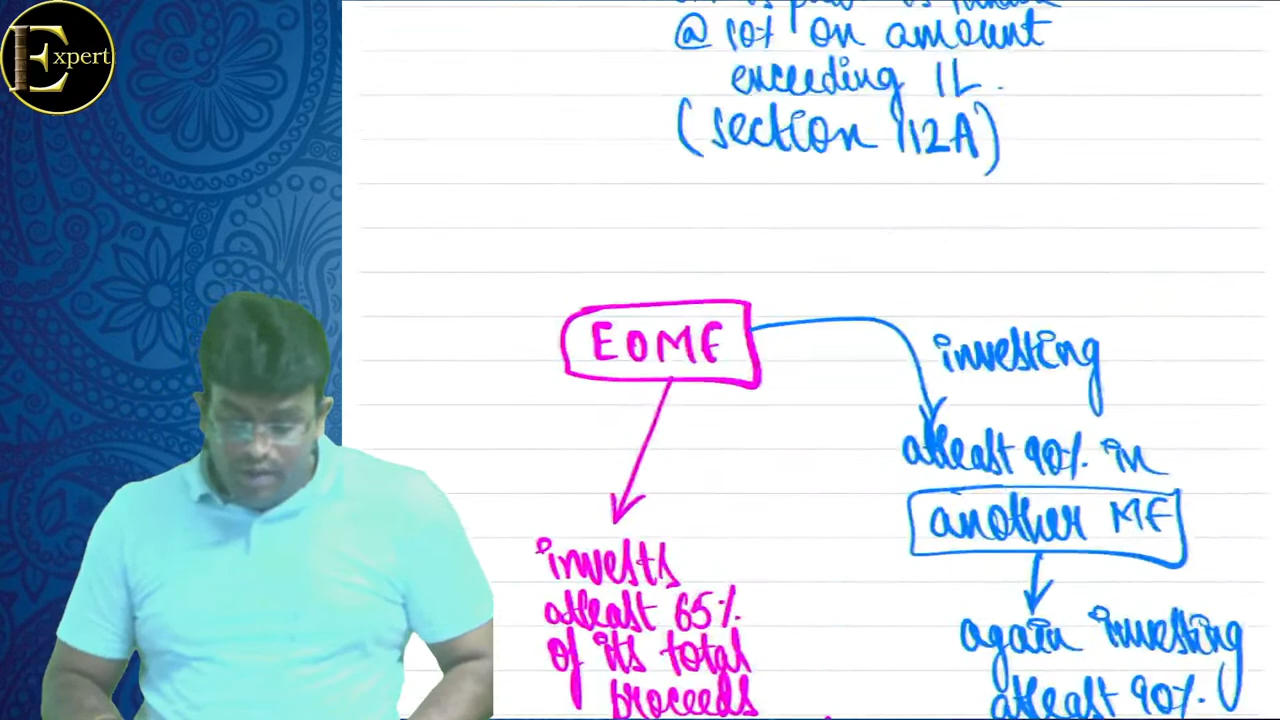 Expert
@ 10% on amount
exceeding 1L.
(section 112A)
EOMF
investing
atleast 90% in
another MF
invests
atleast 65%
of its total
proceeds
again investing
atleast 90%.